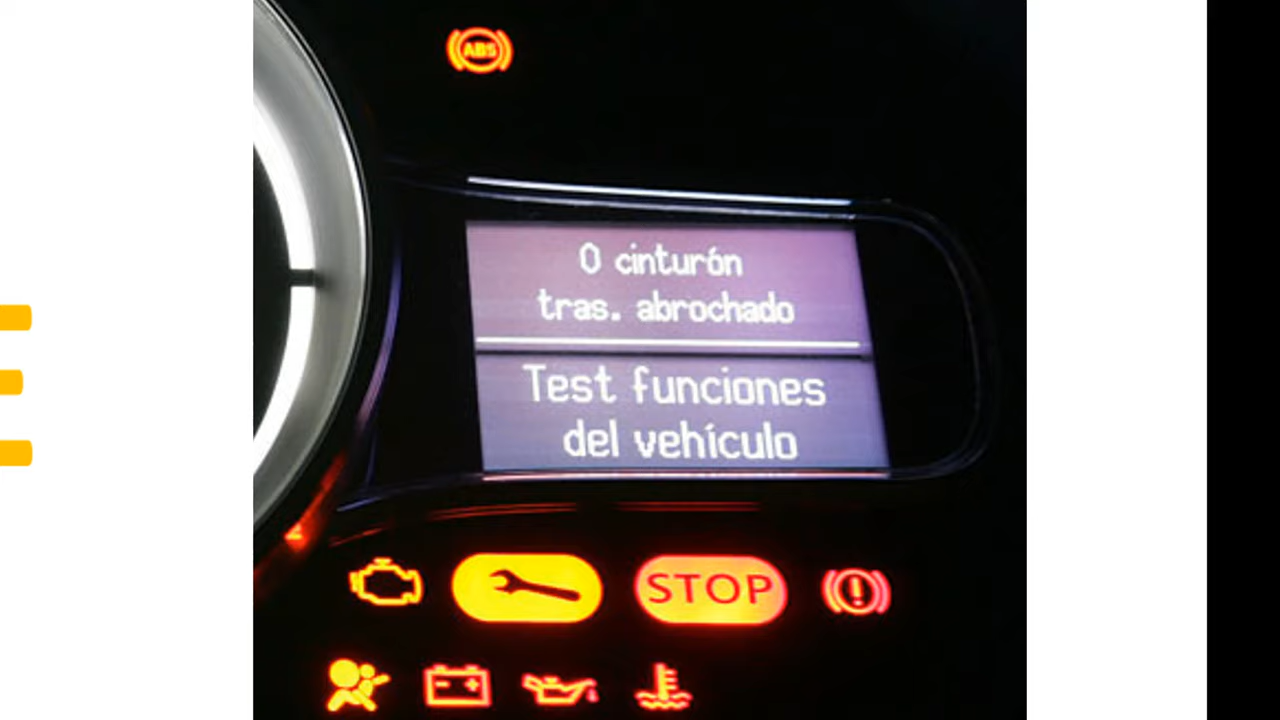 ABS
0 cinturón
tras. abrochado
Test funciones
del vehículo
STOP